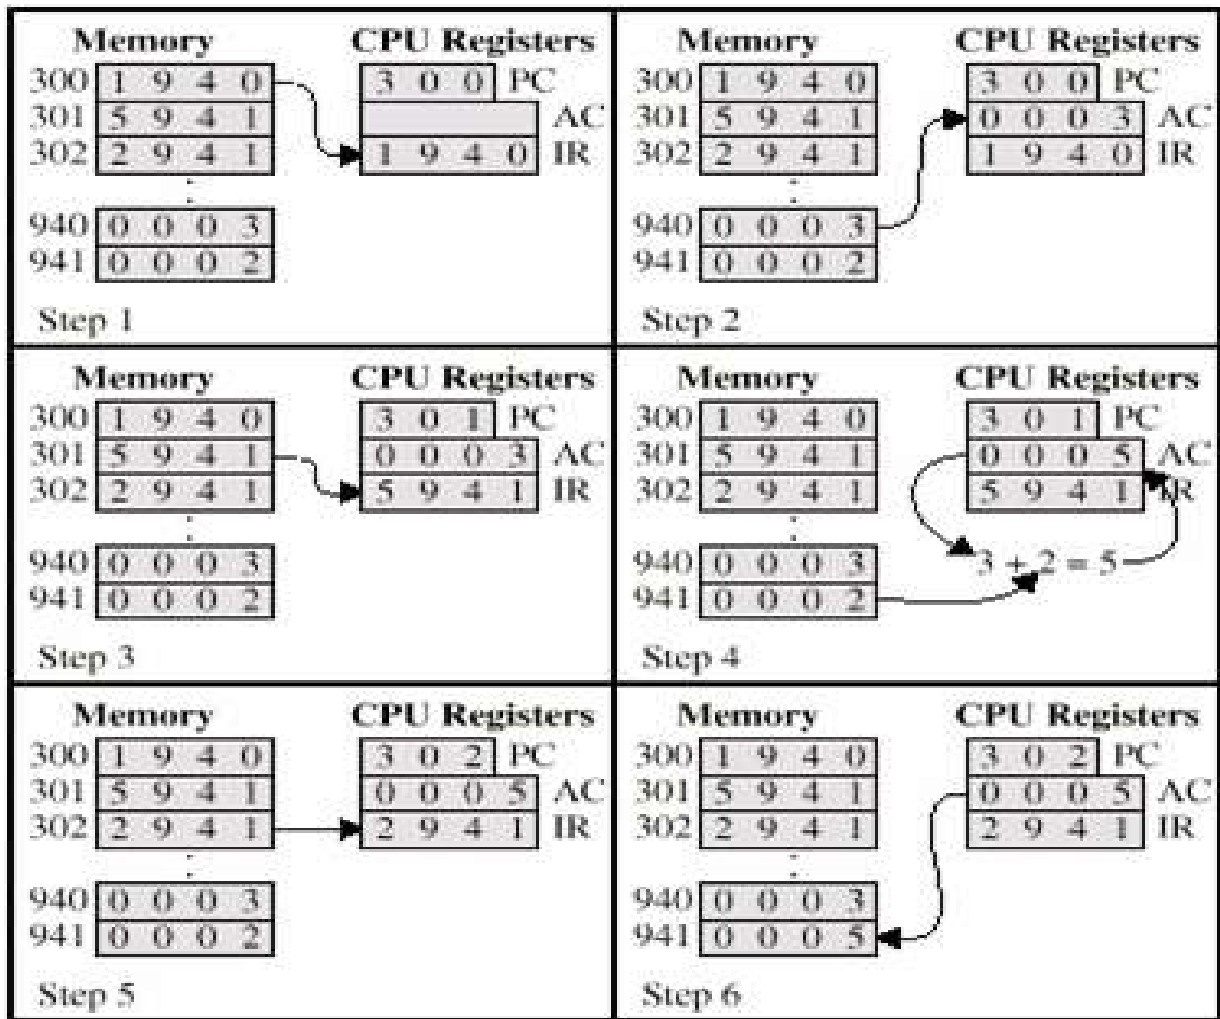 Memory CPU Registers
300 1 9 4 0 3 0 0 PC
301 5 9 4 1 AC
302 2 9 4 1 1 9 4 0 IR
940 0 0 0 3
941 0 0 0 2
Step 1
Memory CPU Registers
300 1 9 4 0 3 0 0 PC
301 5 9 4 1 0 0 0 3 AC
302 2 9 4 1 1 9 4 0 IR
940 0 0 0 3
941 0 0 0 2
Step 2
Memory CPU Registers
300 1 9 4 0 3 0 1 PC
301 5 9 4 1 0 0 0 3 AC
302 2 9 4 1 5 9 4 1 IR
940 0 0 0 3
941 0 0 0 2
Step 3
Memory CPU Registers
300 1 9 4 0 3 0 1 PC
301 5 9 4 1 0 0 0 5 AC
302 2 9 4 1 5 9 4 1 IR
940 0 0 0 3 3 + 2 = 5
941 0 0 0 2
Step 4
Memory CPU Registers
300 1 9 4 0 3 0 2 PC
301 5 9 4 1 0 0 0 5 AC
302 2 9 4 1 2 9 4 1 IR
940 0 0 0 3
941 0 0 0 2
Step 5
Memory CPU Registers
300 1 9 4 0 3 0 2 PC
301 5 9 4 1 0 0 0 5 AC
302 2 9 4 1 2 9 4 1 IR
940 0 0 0 3
941 0 0 0 5
Step 6